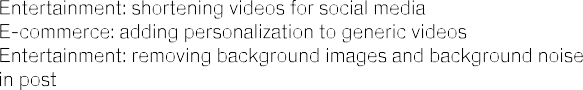 Entertainment: shortening videos for social media
E-commerce: adding personalization to generic videos
Entertainment: removing background images and background noise
in post